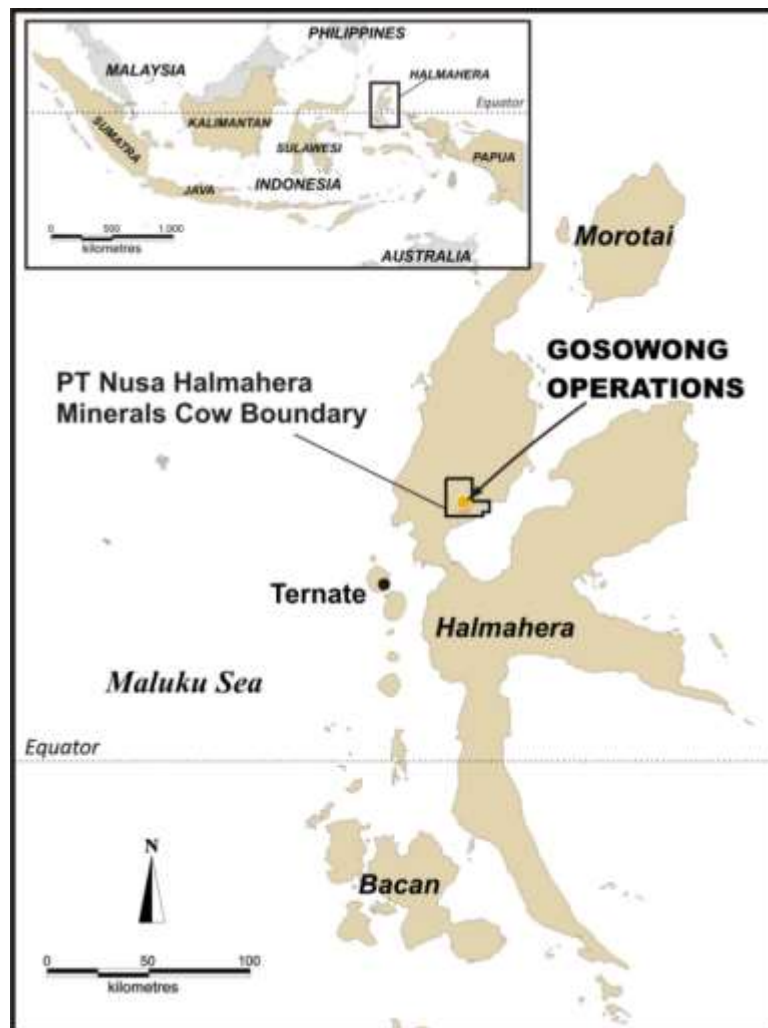 PHILIPPINES
MALAYSIA
HALMAHERA
Equator
SUMATRA
KALIMANTAN
SULAWESI
PAPUA
JAVA
INDONESIA
0 500 1,000
kilometres
AUSTRALIA
Morotai
GOSOWONG
OPERATIONS
PT Nusa Halmahera
Minerals Cow Boundary
Ternate
Halmahera
Maluku Sea
Equator
N
Bacan
0 50 100
kilometres